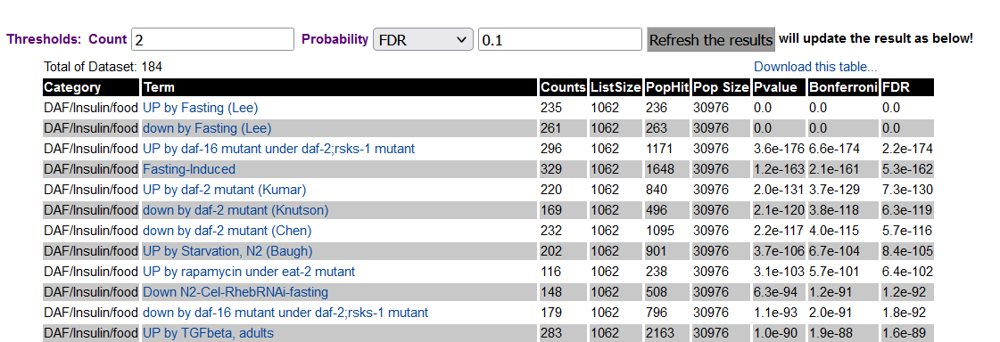 Thresholds: Count 2 Probability FDR 0.1 Refresh the results will update the result as below!
Total of Dataset: 184 Download this table...
Category Term Counts ListSize PopHit Pop Size Pvalue Bonferroni FDR
DAF/Insulin/food UP by Fasting (Lee) 235 1062 236 30976 0.0 0.0 0.0
DAF/Insulin/food down by Fasting (Lee) 261 1062 263 30976 0.0 0.0 0.0
DAF/Insulin/food UP by daf-16 mutant under daf-2;rsks-1 mutant 296 1062 1171 30976 3.6e-176 6.6e-174 2.2e-174
DAF/Insulin/food Fasting-Induced 329 1062 1648 30976 1.2e-163 2.1e-161 5.3e-162
DAF/Insulin/food UP by daf-2 mutant (Kumar) 220 1062 840 30976 2.0e-131 3.7e-129 7.3e-130
DAF/Insulin/food down by daf-2 mutant (Knutson) 169 1062 496 30976 2.1e-120 3.8e-118 6.3e-119
DAF/Insulin/food down by daf-2 mutant (Chen) 232 1062 1095 30976 2.2e-117 4.0e-115 5.7e-116
DAF/Insulin/food UP by Starvation, N2 (Baugh) 202 1062 901 30976 3.7e-106 6.7e-104 8.4e-105
DAF/Insulin/food UP by rapamycin under eat-2 mutant 116 1062 238 30976 3.1e-103 5.7e-101 6.4e-102
DAF/Insulin/food Down N2-Cel-RhebRNAi-fasting 148 1062 508 30976 6.3e-94 1.2e-91 1.2e-92
DAF/Insulin/food down by daf-16 mutant under daf-2;rsks-1 mutant 179 1062 796 30976 1.1e-93 2.0e-91 1.8e-92
DAF/Insulin/food UP by TGFbeta, adults 283 1062 2163 30976 1.0e-90 1.9e-88 1.6e-89